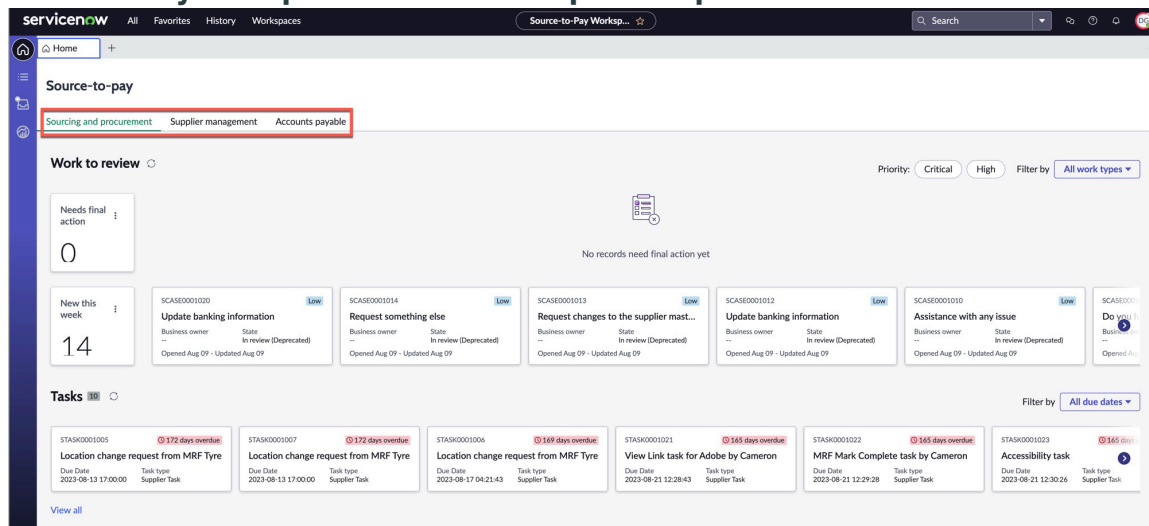 servicenow All Favorites History Workspaces Source-to-Pay Worksp... Search DG
Home
Source-to-pay
Sourcing and procurement Supplier management Accounts payable
Work to review
Priority: Critical High Filter by All work types
Needs final action
0
No records need final action yet
New this week
14
SCASE0001020 Low
Update banking information
Business owner State
-- In review (Deprecated)
Opened Aug 09 - Updated Aug 09
SCASE0001014 Low
Request something else
Business owner State
-- In review (Deprecated)
Opened Aug 09 - Updated Aug 09
SCASE0001013 Low
Request changes to the supplier mast...
Business owner State
-- In review (Deprecated)
Opened Aug 09 - Updated Aug 09
SCASE0001012 Low
Update banking information
Business owner State
-- In review (Deprecated)
Opened Aug 09 - Updated Aug 09
SCASE0001010 Low
Assistance with any issue
Business owner State
-- In review (Deprecated)
Opened Aug 09 - Updated Aug 09
Do you
--
Opened
Tasks 10
Filter by All due dates
STASK0001005 172 days overdue
Location change request from MRF Tyre
Due Date Task type
2023-08-13 17:00:00 Supplier Task
STASK0001007 172 days overdue
Location change request from MRF Tyre
Due Date Task type
2023-08-13 17:00:00 Supplier Task
STASK0001006 169 days overdue
Location change request from MRF Tyre
Due Date Task type
2023-08-17 04:21:43 Supplier Task
STASK0001021 165 days overdue
View Link task for Adobe by Cameron
Due Date Task type
2023-08-21 12:28:43 Supplier Task
STASK0001022 165 days overdue
MRF Mark Complete task by Cameron
Due Date Task type
2023-08-21 12:29:28 Supplier Task
STASK0001023 165 days
Accessibility task
Due Date Task type
2023-08-21 12:30:26 Supplier Task
View all